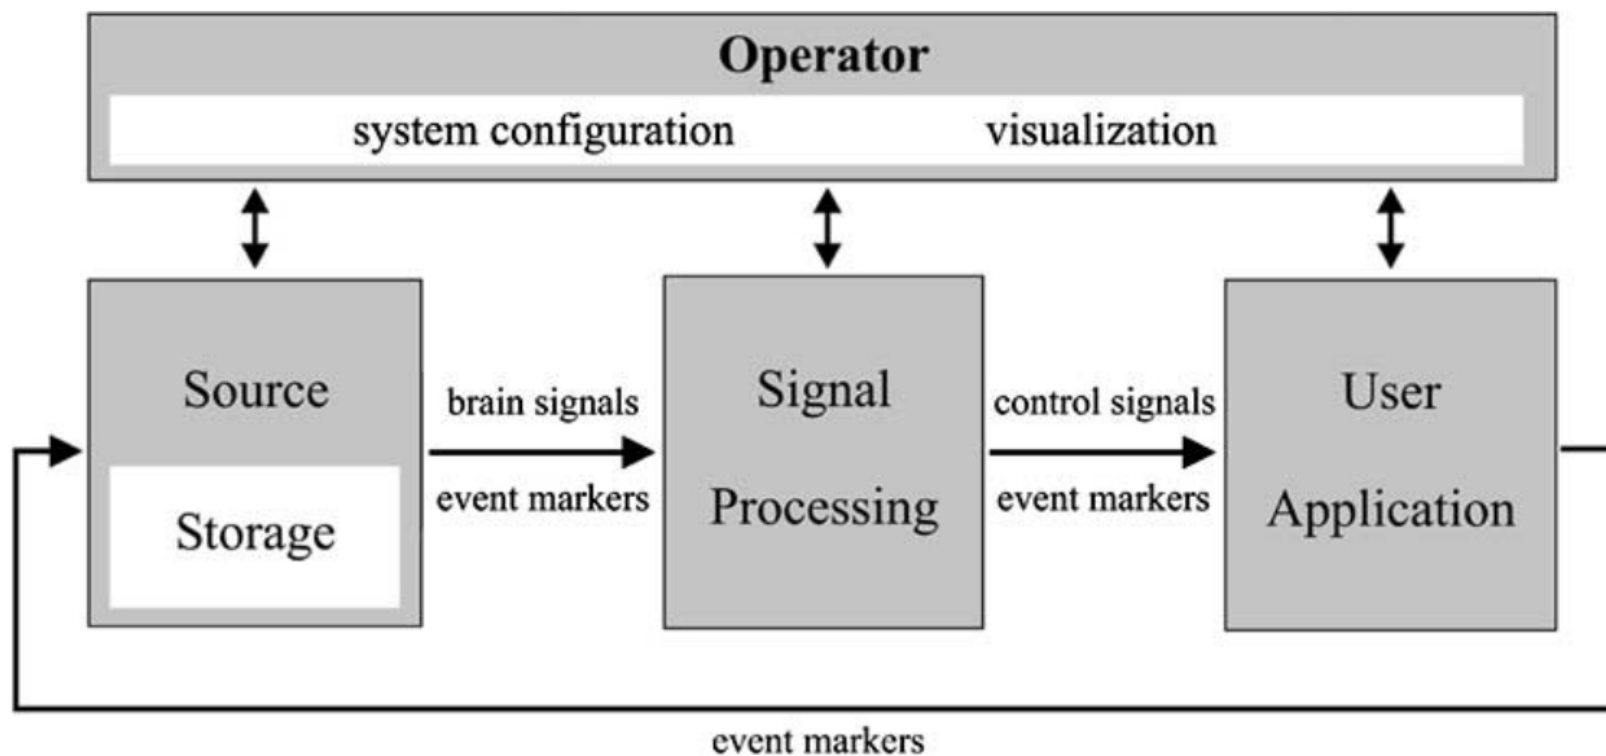 Operator
system configuration
visualization
Source
Storage
brain signals
event markers
Signal
Processing
control signals
event markers
User
Application
event markers